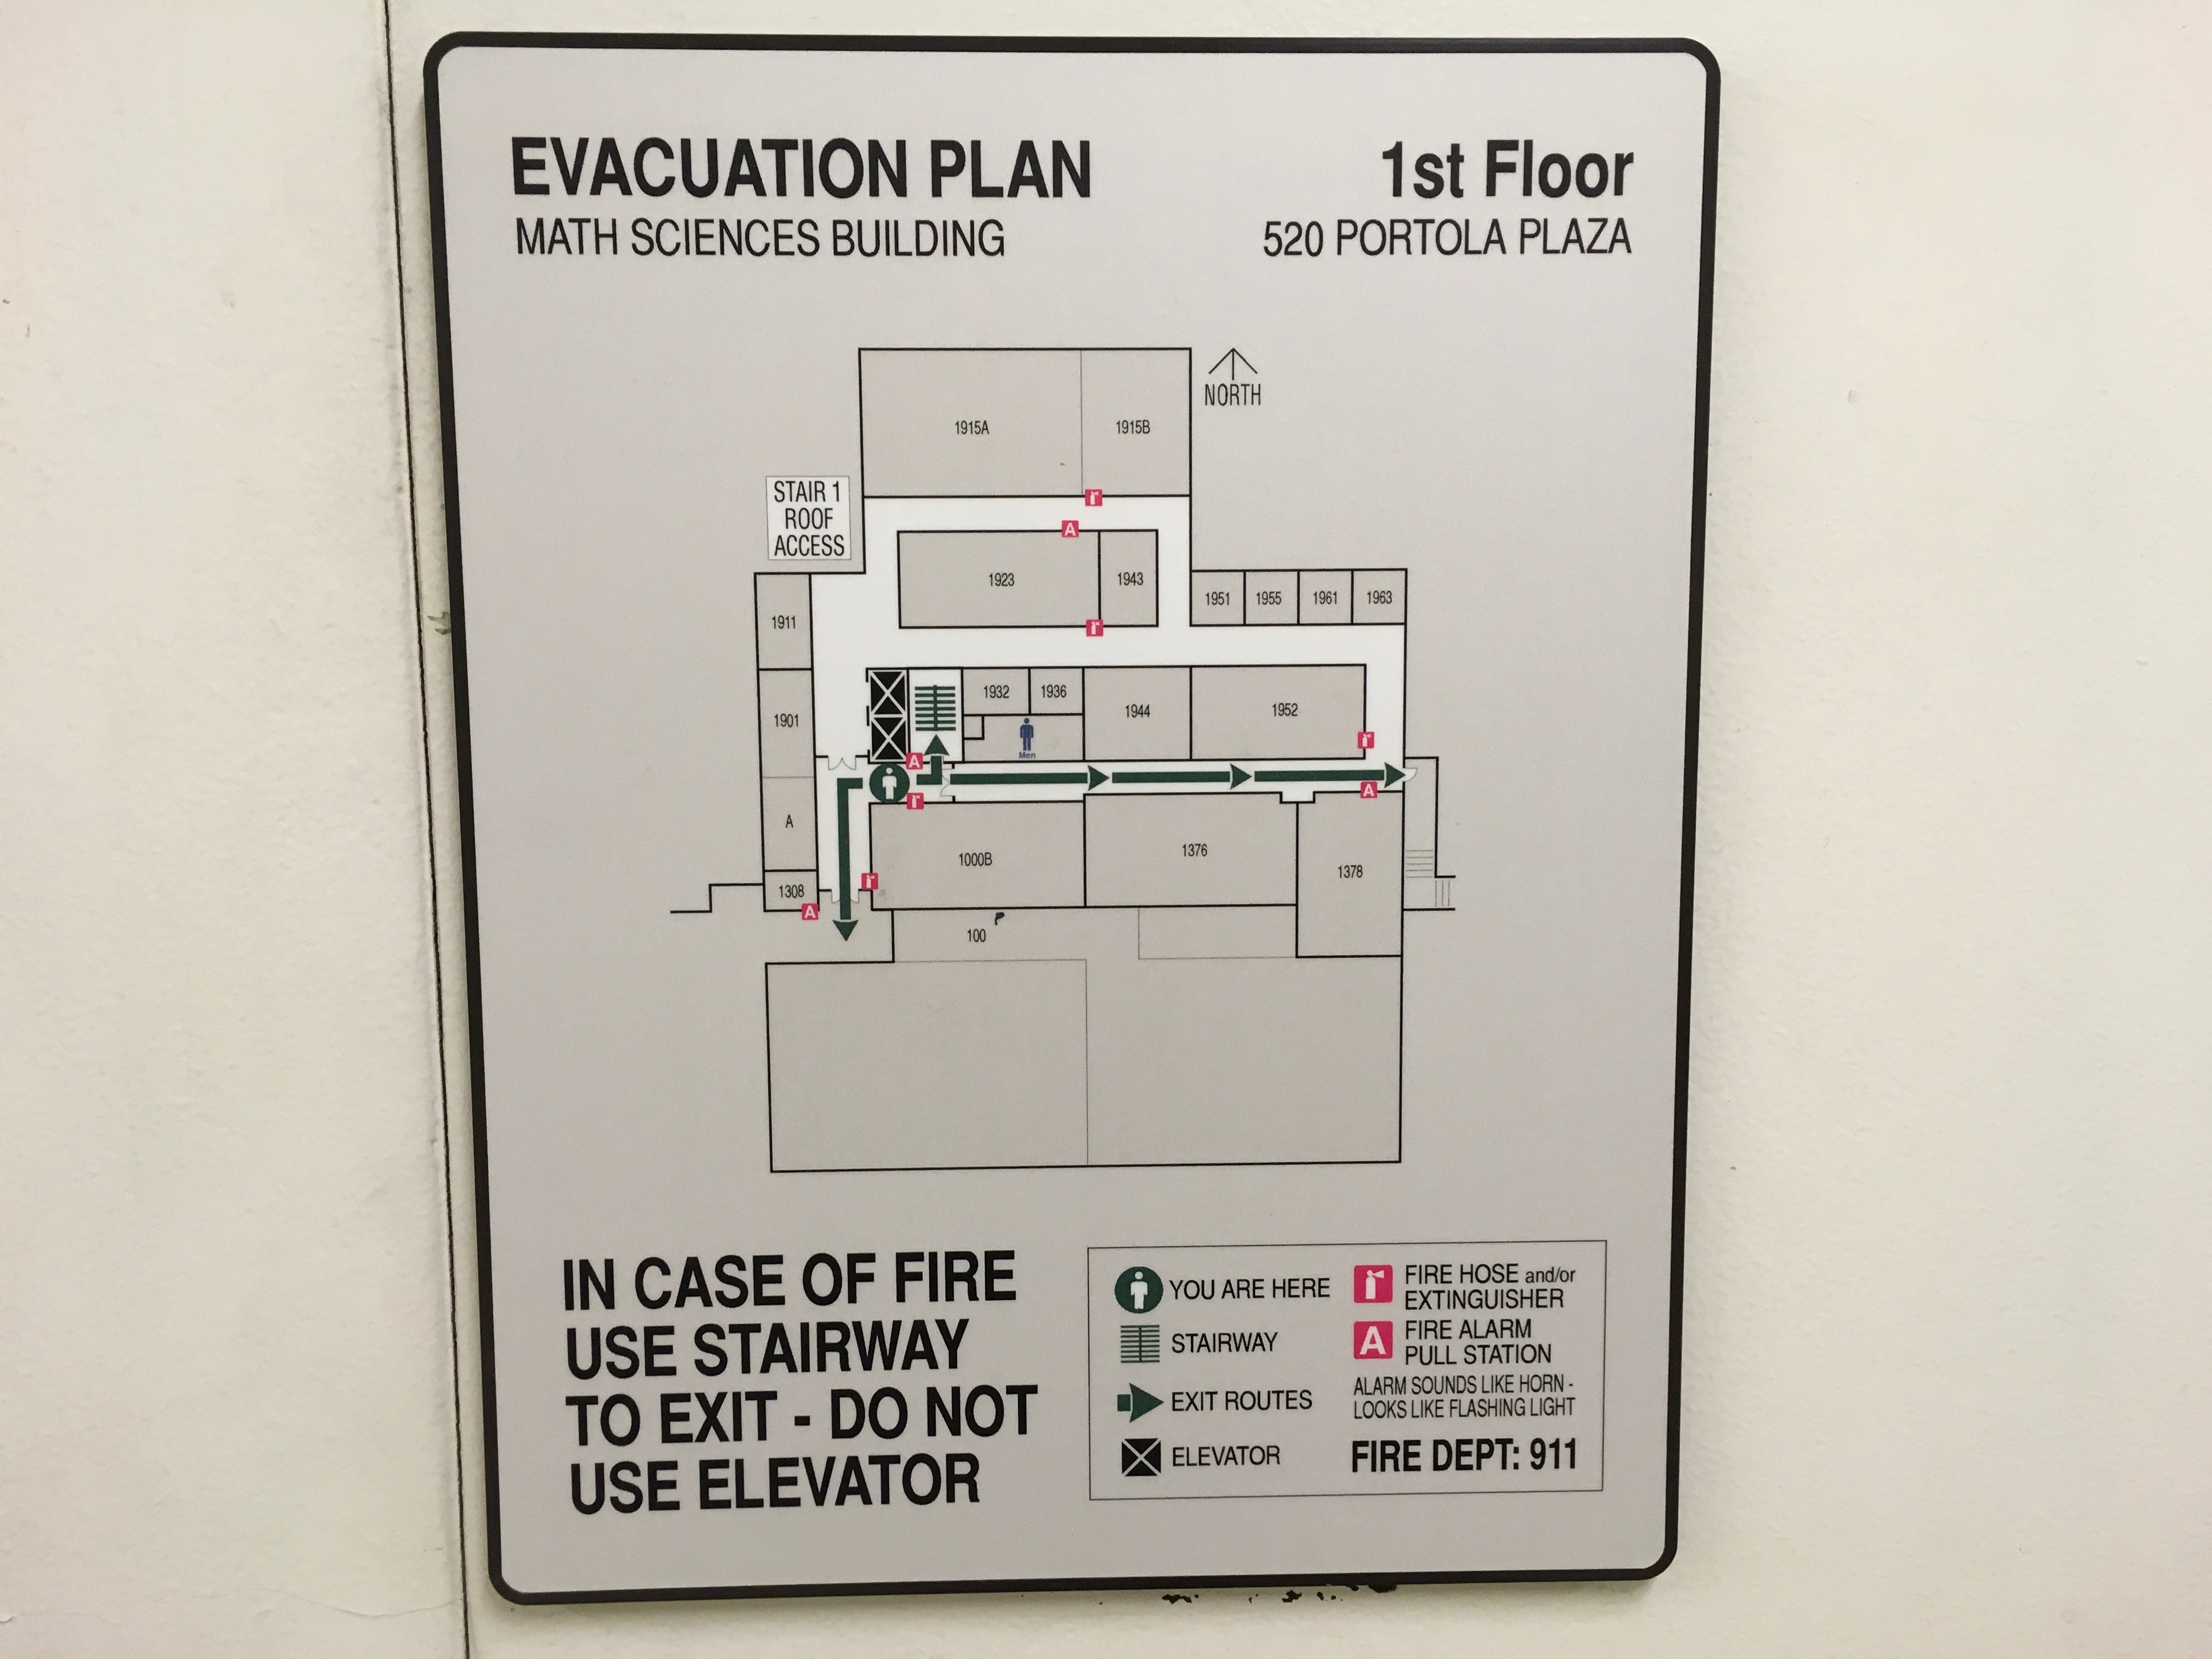 EVACUATION PLAN
MATH SCIENCES BUILDING
1st Floor
520 PORTOLA PLAZA
NORTH
1915A
1915B
STAIR 1
ROOF
ACCESS
A
1923
1943
1951
1955
1961
1963
1911
1932
1936
1944
1952
1901
Men
A
A
A
1000B
1376
1378
1308
A
100
IN CASE OF FIRE
USE STAIRWAY
TO EXIT - DO NOT
USE ELEVATOR
YOU ARE HERE
STAIRWAY
EXIT ROUTES
ELEVATOR
FIRE HOSE and/or
EXTINGUISHER
A FIRE ALARM
PULL STATION
ALARM SOUNDS LIKE HORN -
LOOKS LIKE FLASHING LIGHT
FIRE DEPT: 911